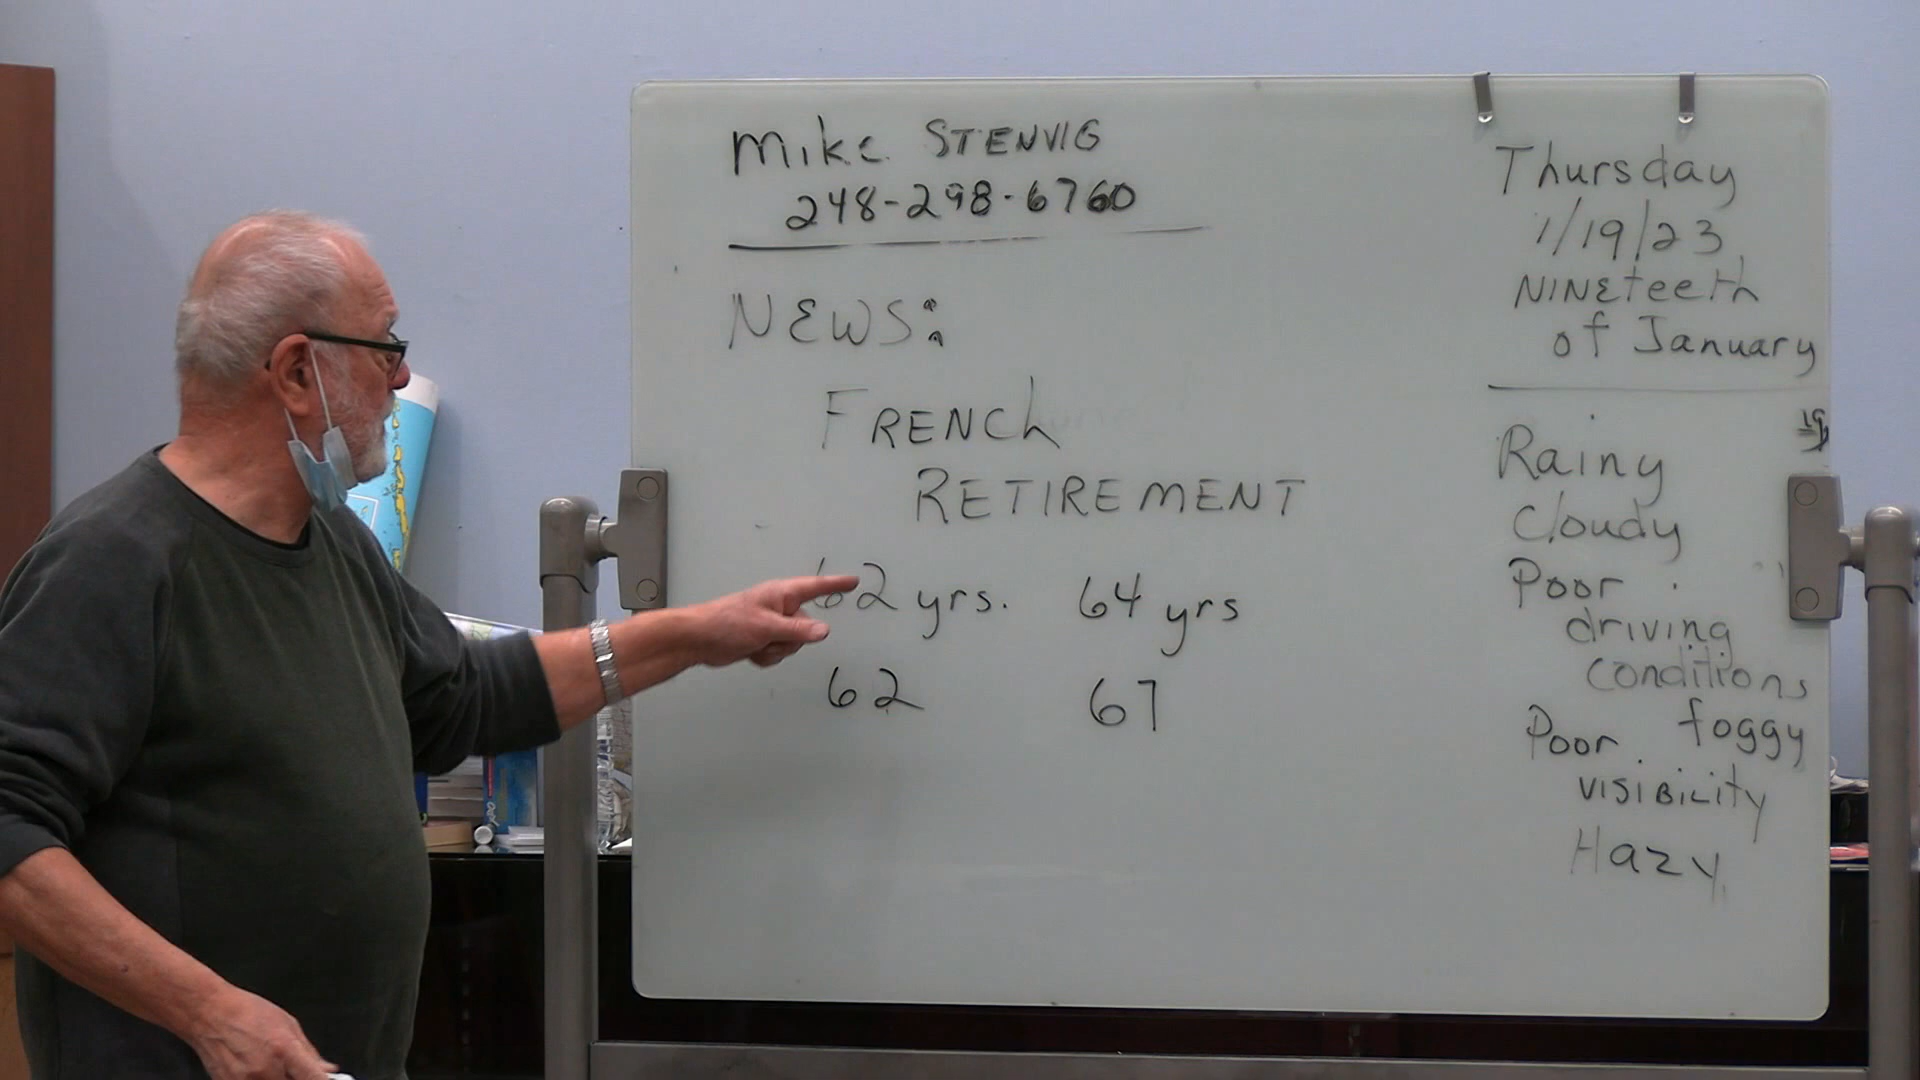 Mike STENVIG
248-298-6760
NEWS:
FRENCh
RETIREMENT
62 yrs. 64 yrs
62 67
Thursday
1/19/23
NINEteeth
of January
19
Rainy
Cloudy
Poor
driving
conditions
foggy
Poor
VISIBILITY
Hazy